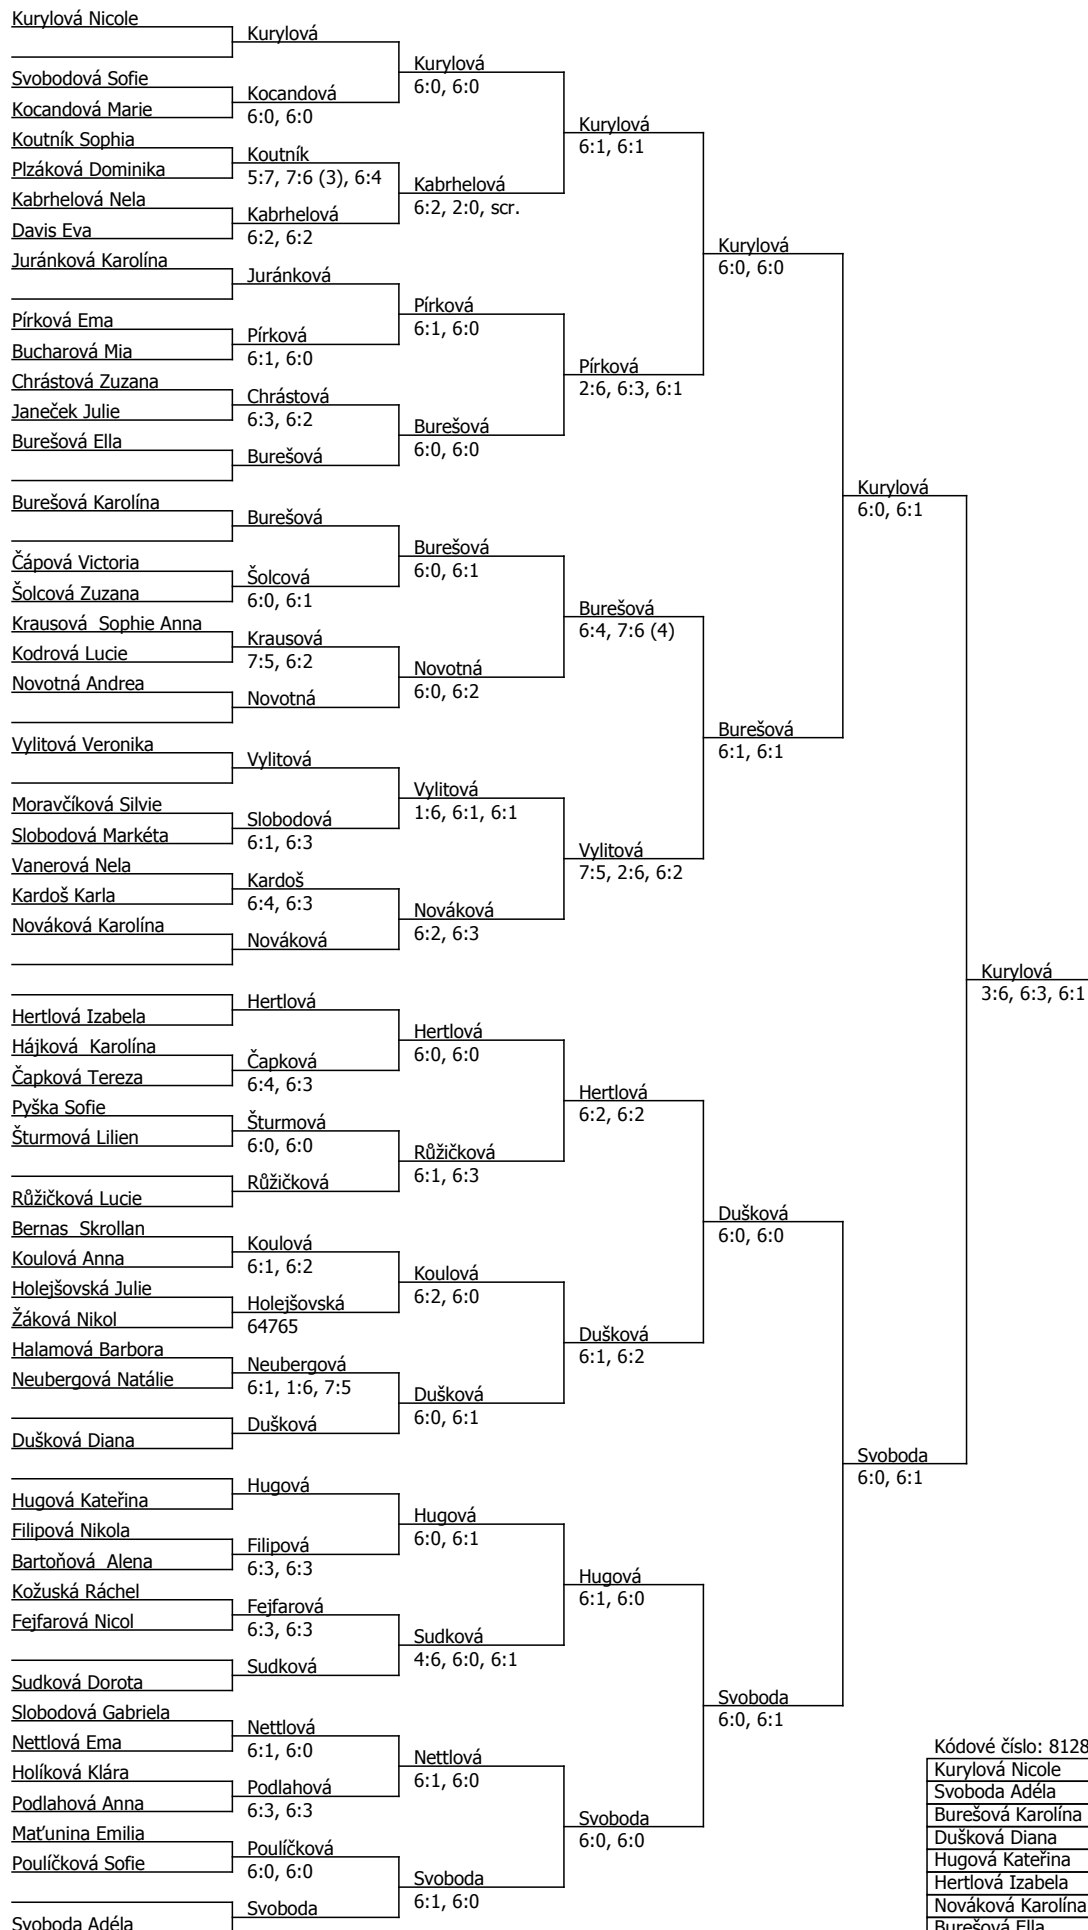 Kurylová Nicole
Svobodová Sofie
Kocandová Marie
Koutník Sophia
Plzáková Dominika
Kabrhelová Nela
Davis Eva
Juránková Karolína
Pírková Ema
Bucharová Mia
Chrástová Zuzana
Janeček Julie
Burešová Ella
Burešová Karolína
Čápová Victoria
Šolcová Zuzana
Krausová  Sophie Anna
Kodrová Lucie
Novotná Andrea
Vylitová Veronika
Moravčíková Silvie
Slobodová Markéta
Vanerová Nela
Kardoš Karla
Nováková Karolína
Hertlová Izabela
Hájková  Karolína
Čapková Tereza
Pyška Sofie
Šturmová Lilien
Růžičková Lucie
Bernas  Skrollan
Koulová Anna
Holejšovská Julie
Žáková Nikol
Halamová Barbora
Neubergová Natálie
Dušková Diana
Hugová Kateřina
Filipová Nikola
Bartoňová  Alena
Kožuská Ráchel
Fejfarová Nicol
Sudková Dorota
Slobodová Gabriela
Nettlová Ema
Holíková Klára
Podlahová Anna
Maťunina Emilia
Poulíčková Sofie
Svoboda Adéla
Kurylová
Kocandová
6:0, 6:0
Koutník
5:7, 7:6 (3), 6:4
Kabrhelová
6:2, 6:2
Juránková
Pírková
6:1, 6:0
Chrástová
6:3, 6:2
Burešová
Burešová
Šolcová
6:0, 6:1
Krausová
7:5, 6:2
Novotná
Vylitová
Slobodová
6:1, 6:3
Kardoš
6:4, 6:3
Nováková
Hertlová
Čapková
6:4, 6:3
Šturmová
6:0, 6:0
Růžičková
Koulová
6:1, 6:2
Holejšovská
64765
Neubergová
6:1, 1:6, 7:5
Dušková
Hugová
Filipová
6:3, 6:3
Fejfarová
6:3, 6:3
Sudková
Nettlová
6:1, 6:0
Podlahová
6:3, 6:3
Poulíčková
6:0, 6:0
Svoboda
Kurylová
6:0, 6:0
Kabrhelová
6:2, 2:0, scr.
Pírková
6:1, 6:0
Burešová
6:0, 6:0
Burešová
6:0, 6:1
Novotná
6:0, 6:2
Vylitová
1:6, 6:1, 6:1
Nováková
6:2, 6:3
Hertlová
6:0, 6:0
Růžičková
6:1, 6:3
Koulová
6:2, 6:0
Dušková
6:0, 6:1
Hugová
6:0, 6:1
Sudková
4:6, 6:0, 6:1
Nettlová
6:1, 6:0
Svoboda
6:1, 6:0
Kurylová
6:1, 6:1
Pírková
2:6, 6:3, 6:1
Burešová
6:4, 7:6 (4)
Vylitová
7:5, 2:6, 6:2
Hertlová
6:2, 6:2
Dušková
6:1, 6:2
Hugová
6:1, 6:0
Svoboda
6:0, 6:0
Kurylová
6:0, 6:0
Burešová
6:1, 6:1
Dušková
6:0, 6:0
Svoboda
6:0, 6:1
Kurylová
6:0, 6:1
Svoboda
6:0, 6:1
Kurylová
3:6, 6:3, 6:1
Kódové číslo: 8128
Kurylová Nicole
Svoboda Adéla
Burešová Karolína
Dušková Diana
Hugová Kateřina
Hertlová Izabela
Nováková Karolína
Burešová Ella